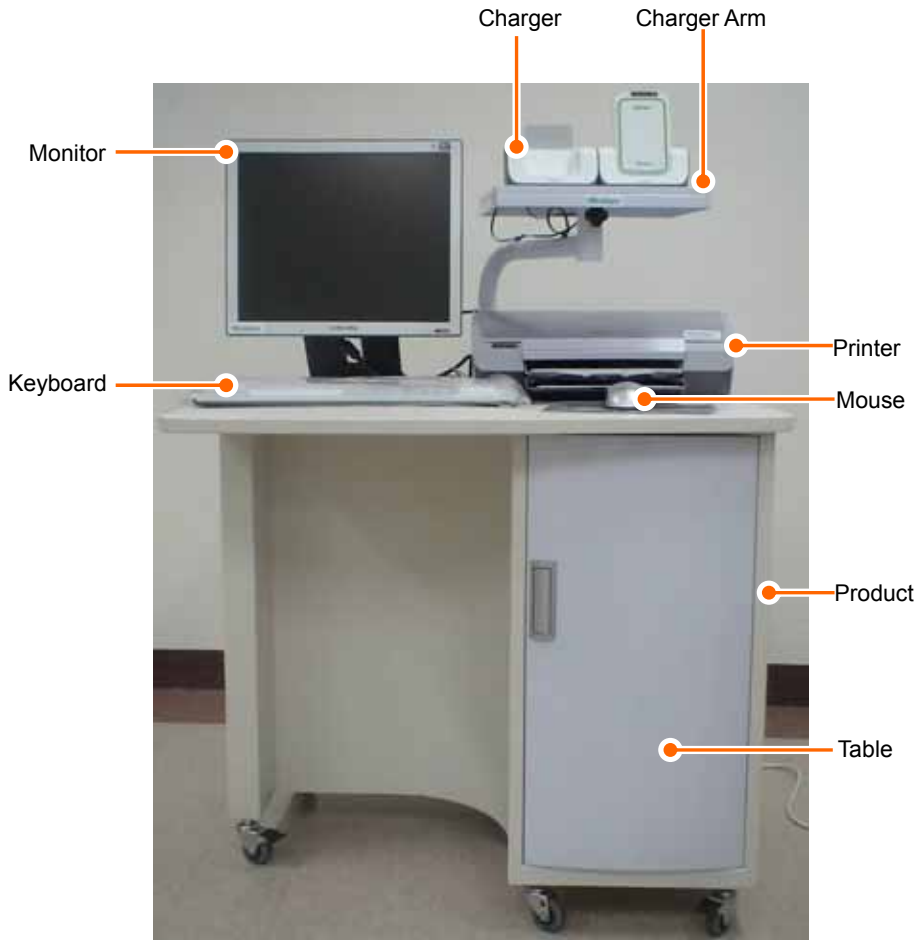 Charger
Charger Arm
Monitor
Printer
Keyboard
Mouse
Product
Table